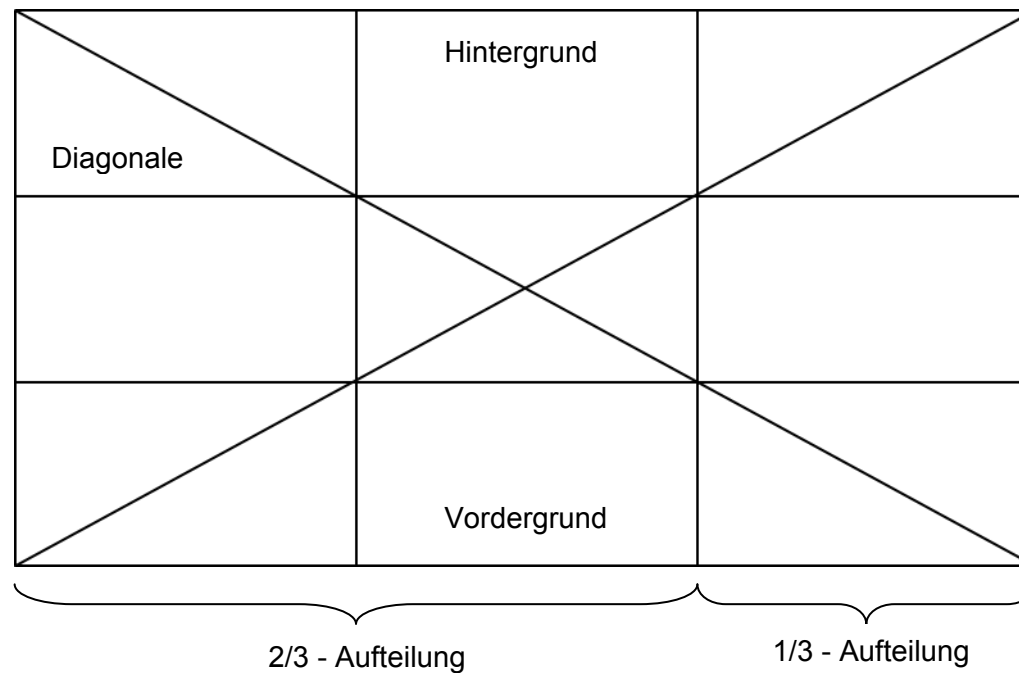 Hintergrund
Diagonale
Vordergrund
2/3 - Aufteilung
1/3 - Aufteilung